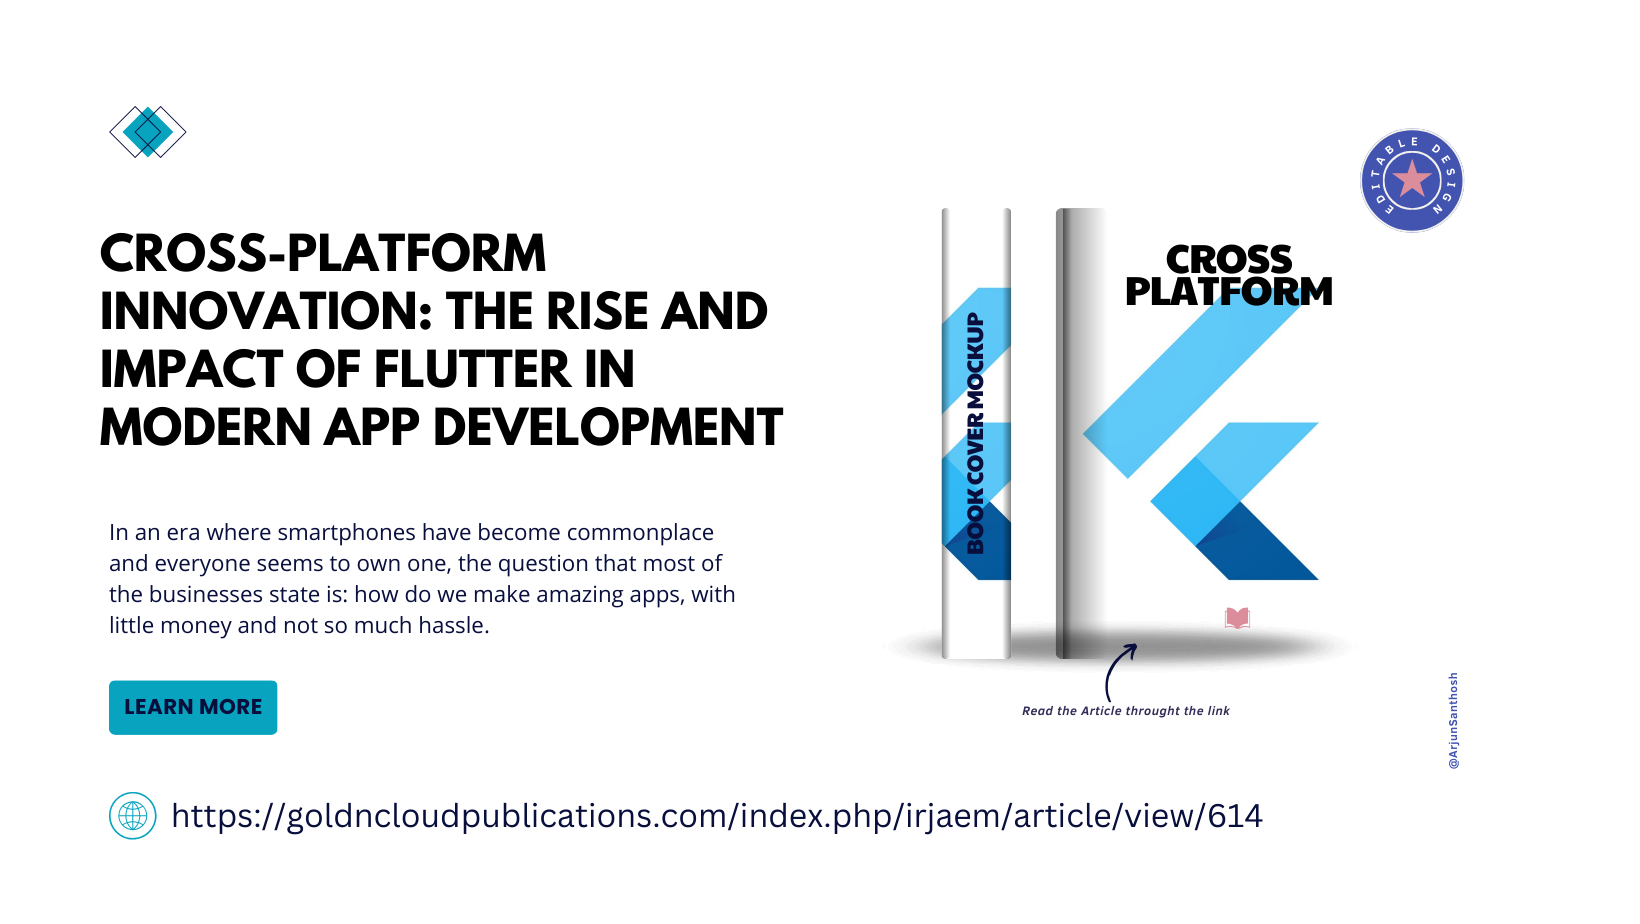 EDITABLE DESIGN
CROSS-PLATFORM
INNOVATION: THE RISE AND
IMPACT OF FLUTTER IN
MODERN APP DEVELOPMENT
In an era where smartphones have become commonplace
and everyone seems to own one, the question that most of
the businesses state is: how do we make amazing apps, with
little money and not so much hassle.
LEARN MORE
BOOK COVER MOCKUP
CROSS
PLATFORM
Read the Article throught the link
@ArjunSanthosh
https://goldncloudpublications.com/index.php/irjaem/article/view/614